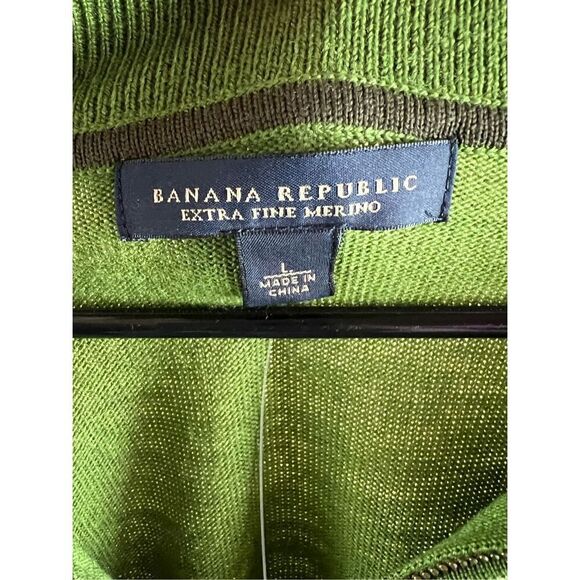 BANANA REPUBLIC
EXTRA FINE MERINO
L
MADE IN
CHINA